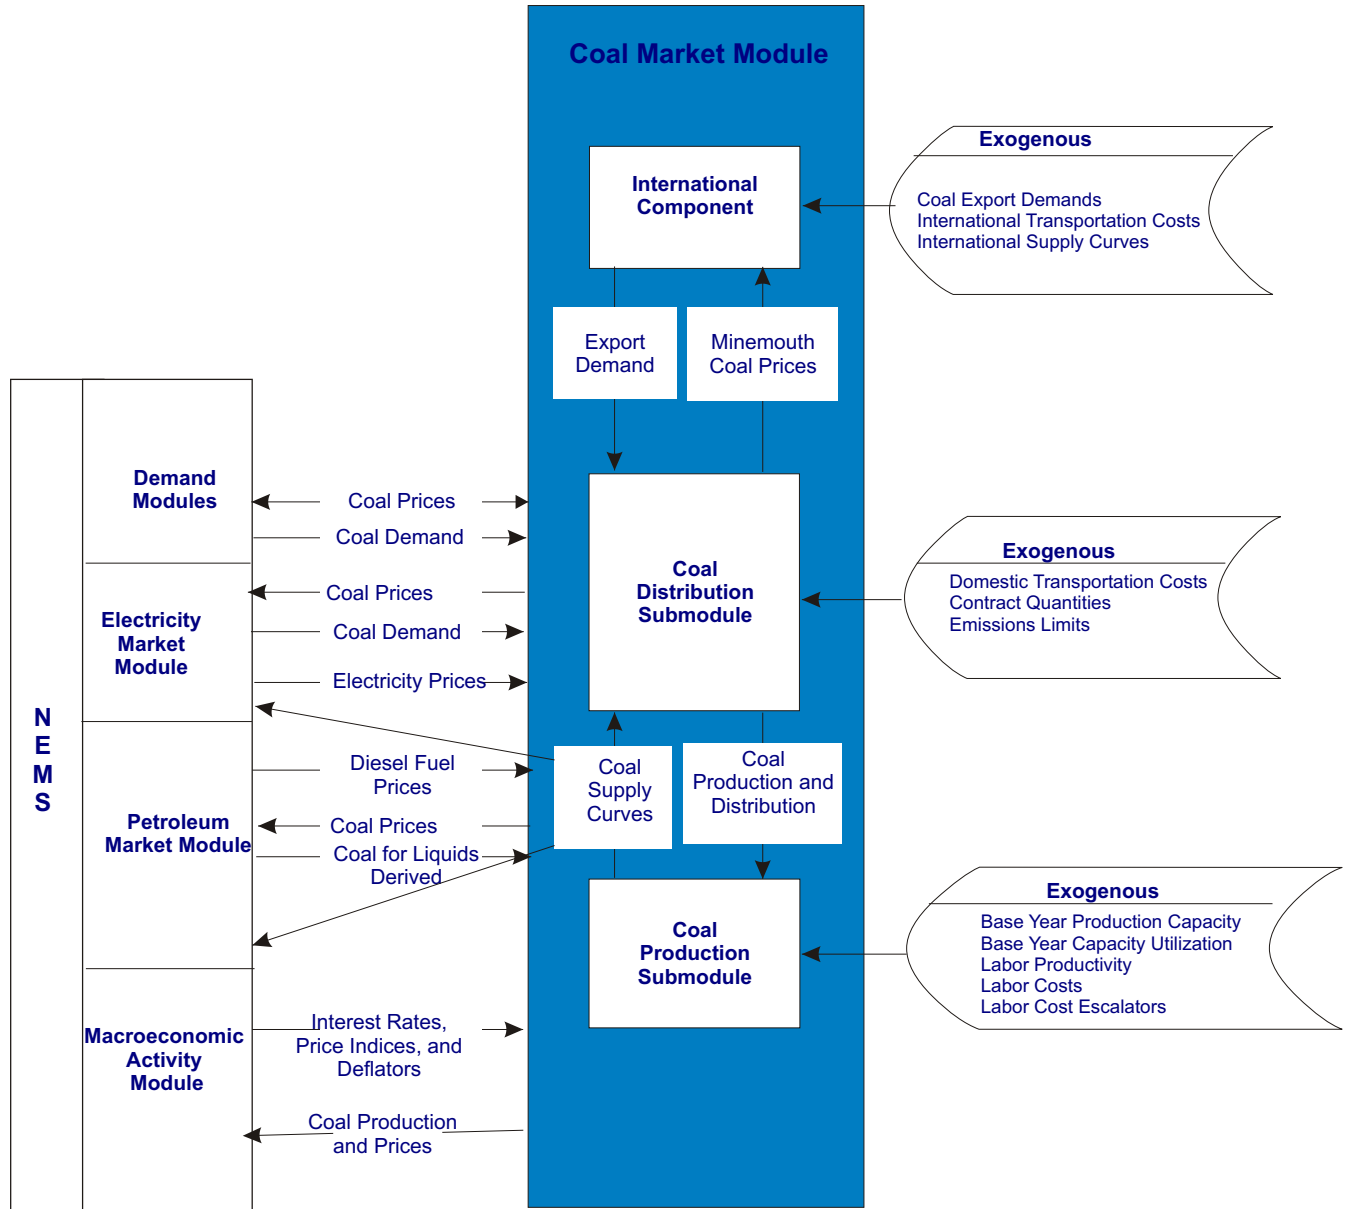 Coal Market Module
International
Component
Exogenous
Coal Export Demands
International Transportation Costs
International Supply Curves
Export
Demand
Minemouth
Coal Prices
N
E
M
S
Demand
Modules
Coal Prices
Coal Demand
Electricity
Market
Module
Coal Prices
Coal Demand
Electricity Prices
Coal
Distribution
Submodule
Exogenous
Domestic Transportation Costs
Contract Quantities
Emissions Limits
Petroleum
Market Module
Diesel Fuel
Prices
Coal Prices
Coal for Liquids
Derived
Coal
Supply
Curves
Coal
Production and
Distribution
Coal
Production
Submodule
Exogenous
Base Year Production Capacity
Base Year Capacity Utilization
Labor Productivity
Labor Costs
Labor Cost Escalators
Macroeconomic
Activity
Module
Interest Rates,
Price Indices, and
Deflators
Coal Production
and Prices